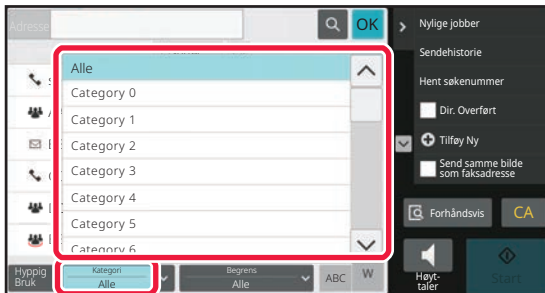 Adresse
OK
Alle
Category 0
Category 1
Category 2
Category 3
Category 4
Category 5
Category 6
Hyppig
Bruk
Kategori
Alle
Begrens
Alle
ABC
W
Nylige jobber
Sendehistorie
Hent søkenummer
Dir. Overført
Tilføy Ny
Send samme bilde
som faksadresse
Forhåndsvis
CA
Høyt-
taler
Start